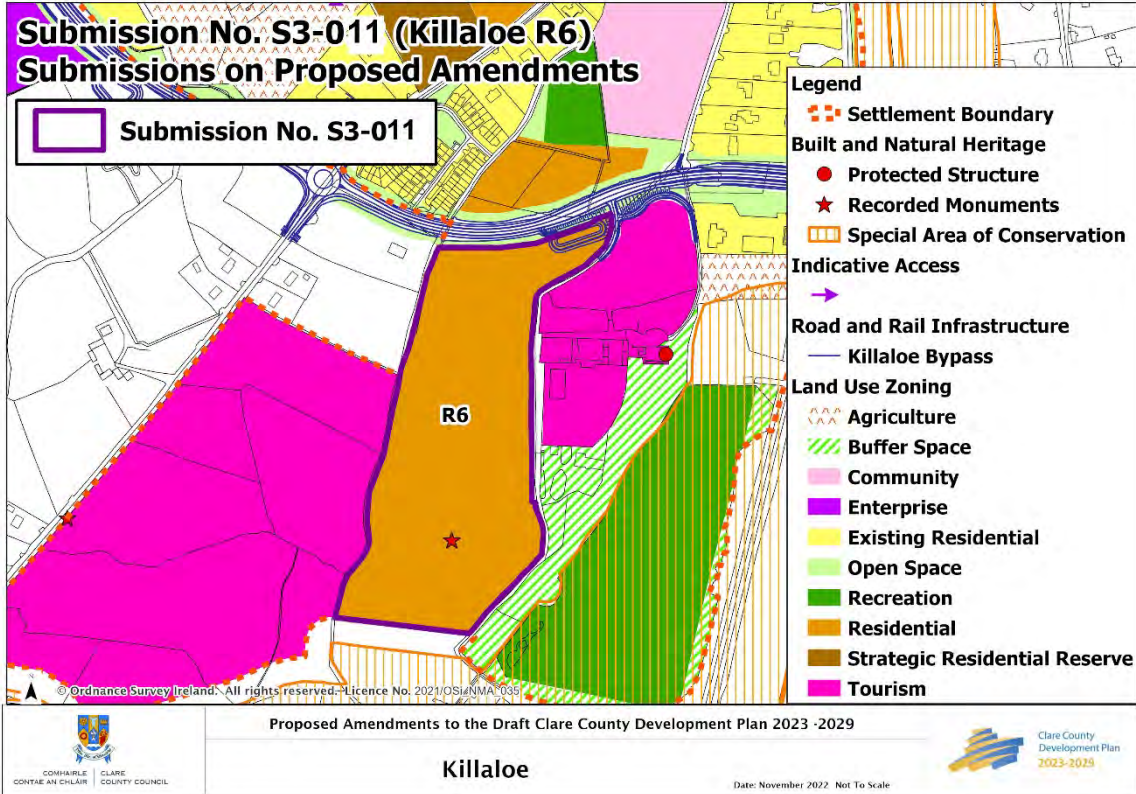 Submission No. S3-011 (Killaloe R6)
Submissions on Proposed Amendments
Submission No. S3-011
R6
Legend
Settlement Boundary
Built and Natural Heritage
Protected Structure
Recorded Monuments
Special Area of Conservation
Indicative Access
Road and Rail Infrastructure
Killaloe Bypass
Land Use Zoning
Agriculture
Buffer Space
Community
Enterprise
Existing Residential
Open Space
Recreation
Residential
Strategic Residential Reserve
Tourism
© Ordnance Survey Ireland. All rights reserved. Licence No. 2021/OSi_NMA_035
COMHAIRLE CONTAE AN CHLÁIR
CLARE COUNTY COUNCIL
Proposed Amendments to the Draft Clare County Development Plan 2023 -2029
Killaloe
Date: November 2022 Not To Scale
Clare County
Development Plan
2023-2029